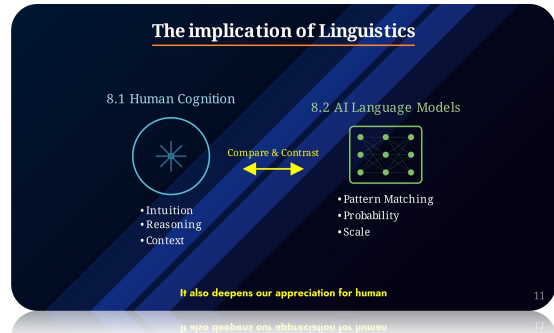 The implication of Linguistics
8.1 Human Cognition
8.2 AI Language Models
Compare & Contrast
• Intuition
• Reasoning
• Context
• Pattern Matching
• Probability
• Scale
It also deepens our appreciation for human
11